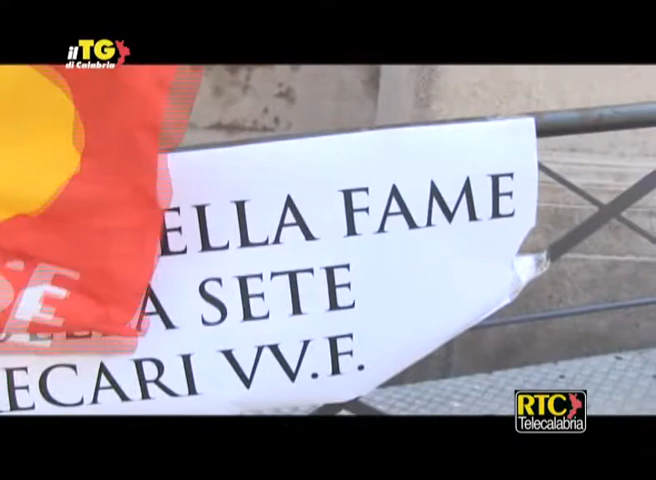 il TG
di Calabria
ELLA FAME
A SETE
ECARI VV.F.
RTC
Telecalabria